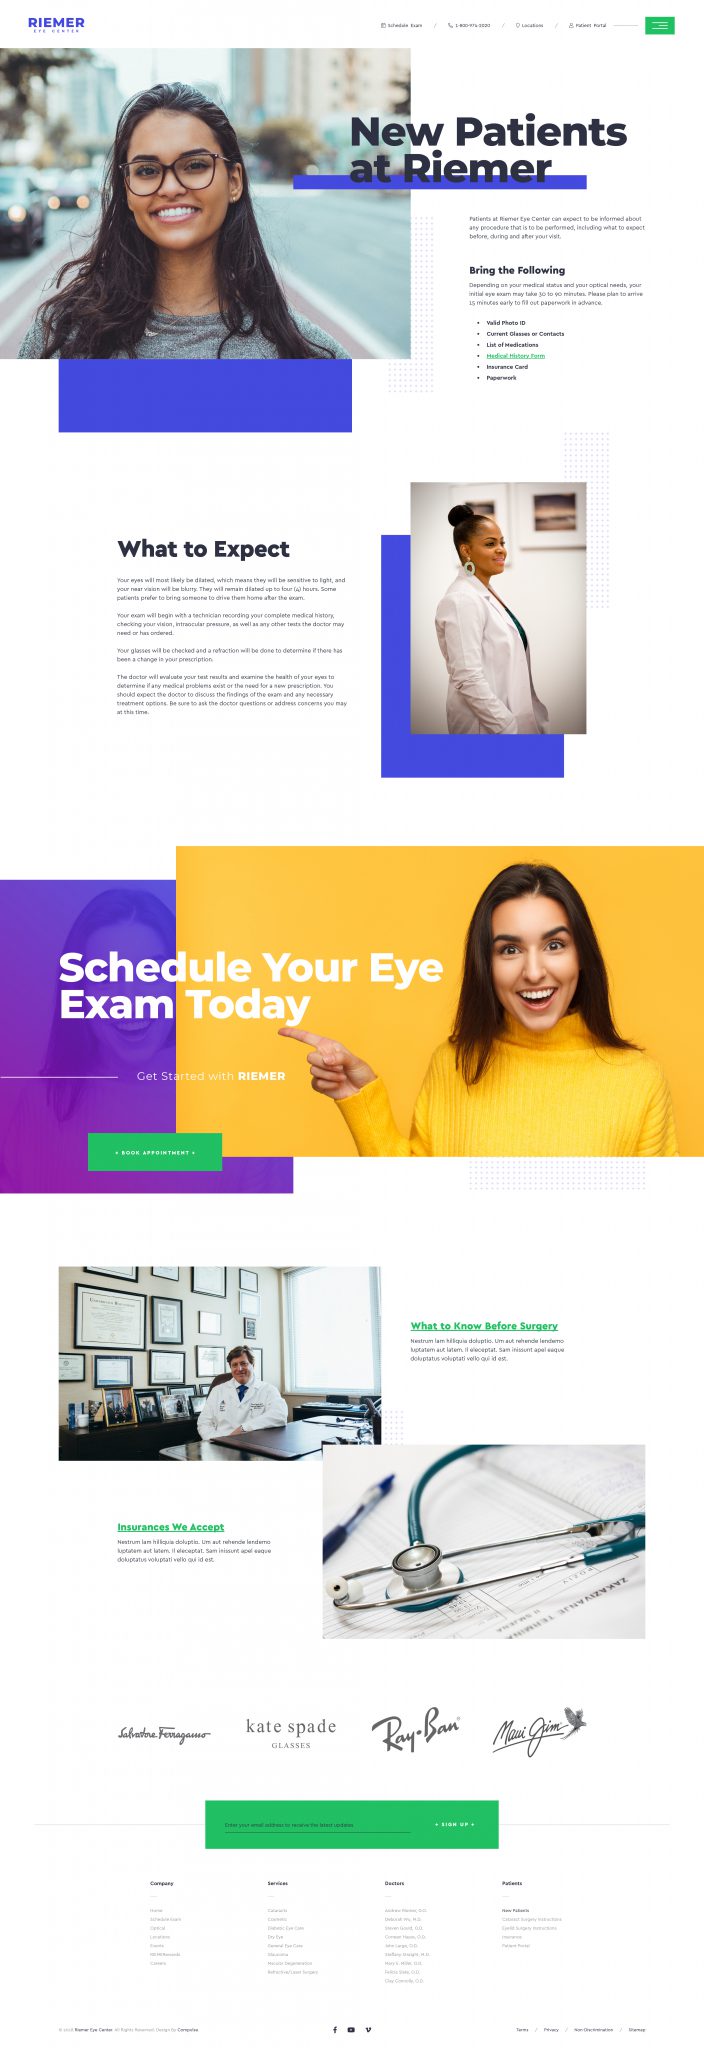 RIEMER
EYE CENTER
Schedule Exam / 1-800-971-2020 / Locations / Patient Portal
New Patients
at Riemer
Patients at Riemer Eye Center can expect to be informed about
any procedure that is to be performed, including what to expect
before, during and after your visit.
Bring the Following
Depending on your medical status and your optical needs, your
initial eye exam may take 30 to 90 minutes. Please plan to arrive
15 minutes early to fill out paperwork in advance.
• Valid Photo ID
• Current Glasses or Contacts
• List of Medications
• Medical History Form
• Insurance Card
• Paperwork
What to Expect
Your eyes will most likely be dilated, which means they will be sensitive to light, and
your near vision will be blurry. They will remain dilated up to four (4) hours. Some
patients prefer to bring someone to drive them home after the exam.
Your exam will begin with a technician recording your complete medical history,
checking your vision, intraocular pressure, as well as any other tests the doctor may
need or has ordered.
Your glasses will be checked and a refraction will be done to determine if there has
been a change in your prescription.
The doctor will evaluate your test results and examine the health of your eyes to
determine if any medical problems exist or the need for a new prescription. You
should expect the doctor to discuss the findings of the exam and any necessary
treatment options. Be sure to ask the doctor questions or address concerns you may
at this time.
Schedule Your Eye
Exam Today
Get Started with RIEMER
+ BOOK APPOINTMENT +
What to Know Before Surgery
Nestrum lam hilliquia doluptio. Um aut rehende lendemo
luptatem aut latem. Il eleceptat. Sam inissunt apel eaque
doluptatus voluptati vello qui id est.
Insurances We Accept
Nestrum lam hilliquia doluptio. Um aut rehende lendemo
luptatem aut latem. Il eleceptat. Sam inissunt apel eaque
doluptatus voluptati vello qui id est.
ZAKAZIVANJE TERMINA
Salvatore Ferragamo
kate spade
GLASSES
Ray-Ban
Maui Jim
Enter your email address to receive the latest updates
+ SIGN UP +
Company
Home
Schedule Exam
Optical
Locations
Events
Careers
Services
Cataracts
Cosmetic
Diabetic Eye Care
Dry Eye
General Eye Care
Glaucoma
Macular Degeneration
Refractive/Laser Surgery
Doctors
Andrew Riemer, O.D.
Deborah Wu, M.D.
John Large, O.D.
Clay Connolly, O.D.
Patients
New Patients
Cataract Surgery Instructions
Eyelid Surgery Instructions
Insurance
Patient Portal
Riemer Eye Center. All Rights Reserved. Design by Compulse.
Terms / Privacy / Non-Discrimination / Sitemap